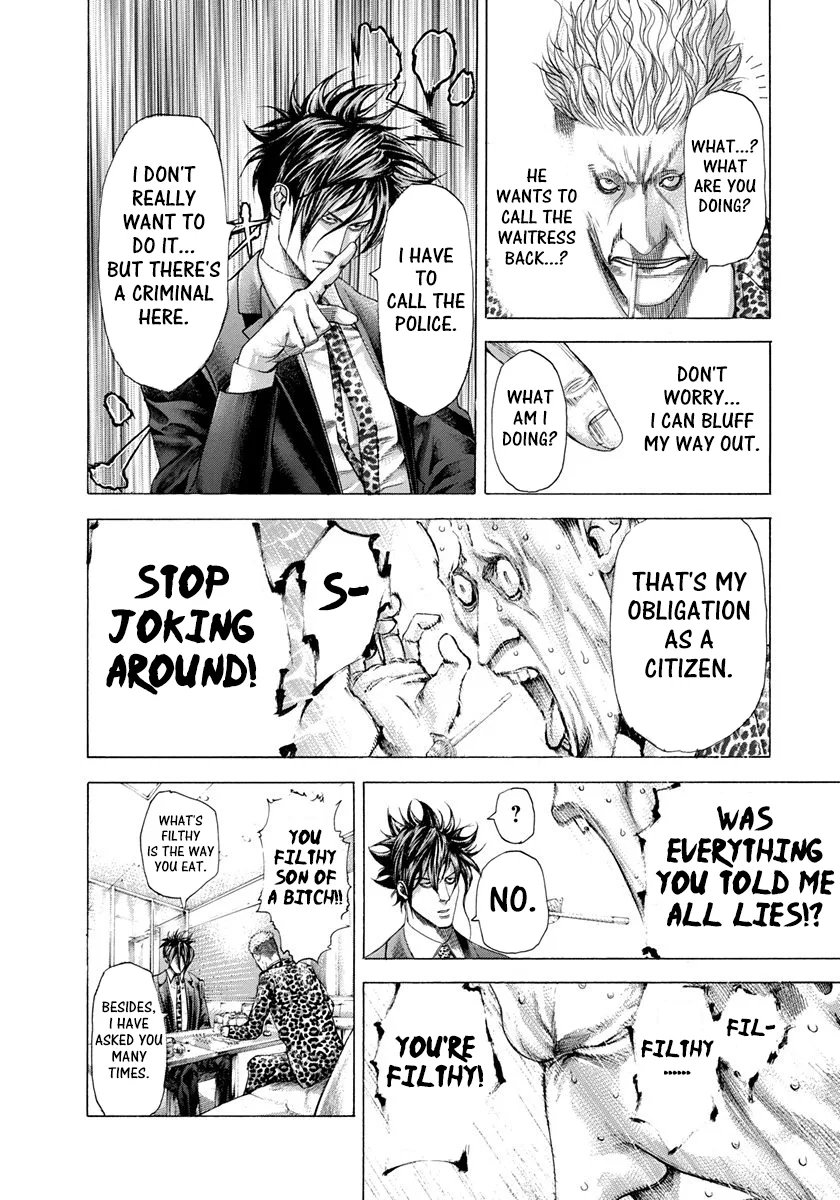 WHAT...?
WHAT
ARE YOU
DOING?
HE
WANTS TO
CALL THE
WAITRESS
BACK...?
I HAVE
TO
CALL THE
POLICE.
I DON'T
REALLY
WANT TO
DO IT...
BUT THERE'S
A CRIMINAL
HERE.
DON'T
WORRY...
I CAN BLUFF
MY WAY OUT.
WHAT
AM I
DOING?
THAT'S MY
OBLIGATION
AS A
CITIZEN.
S-
STOP
JOKING
AROUND!
WAS
EVERYTHING
YOU TOLD ME
ALL LIES!?
?
NO.
YOU
FILTHY
SON OF
A BITCH!!
WHAT'S
FILTHY
IS THE WAY
YOU EAT.
BESIDES,
I HAVE
ASKED YOU
MANY
TIMES.
FIL-
FILTHY
......
YOU'RE
FILTHY!